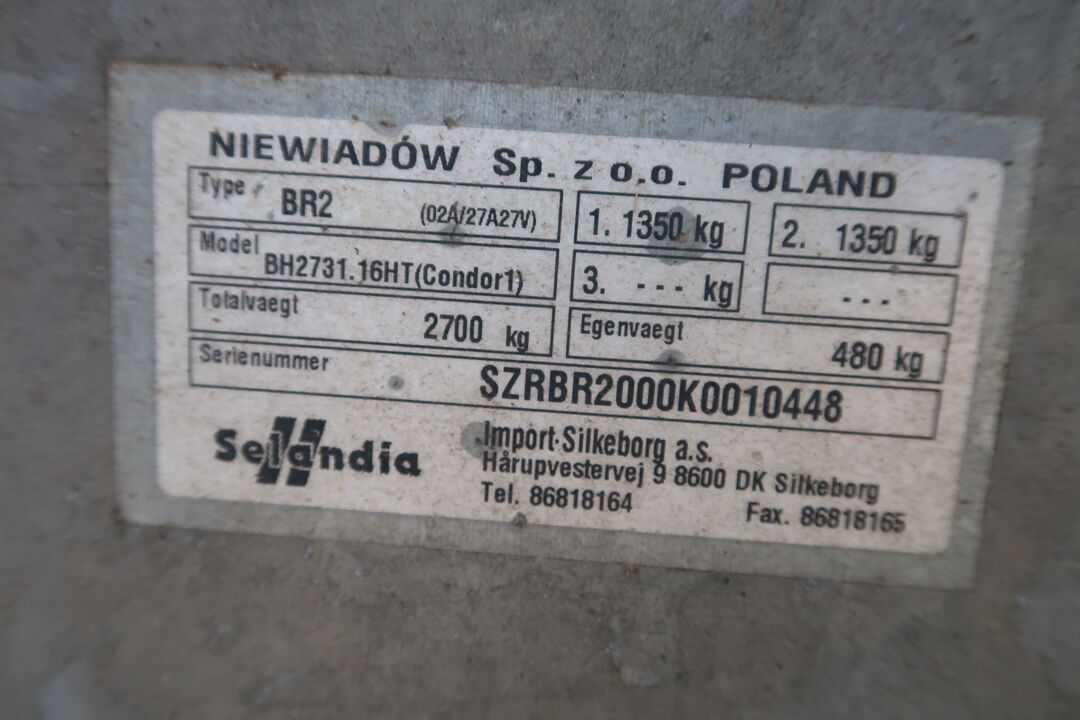 NIEWIADÓW Sp. z o.o. POLAND
Type BR2 (02A/27A27V) 1. 1350 kg 2. 1350 kg
Model BH2731.16HT(Condor1) 3. --- kg ---
Totalvaegt 2700 kg Egenvaegt 480 kg
Serienummer SZRBR2000K0010448
Selandia
Import-Silkeborg a.s.
Hårupvestervej 9 8600 DK Silkeborg
Tel. 86818164 Fax. 86818165